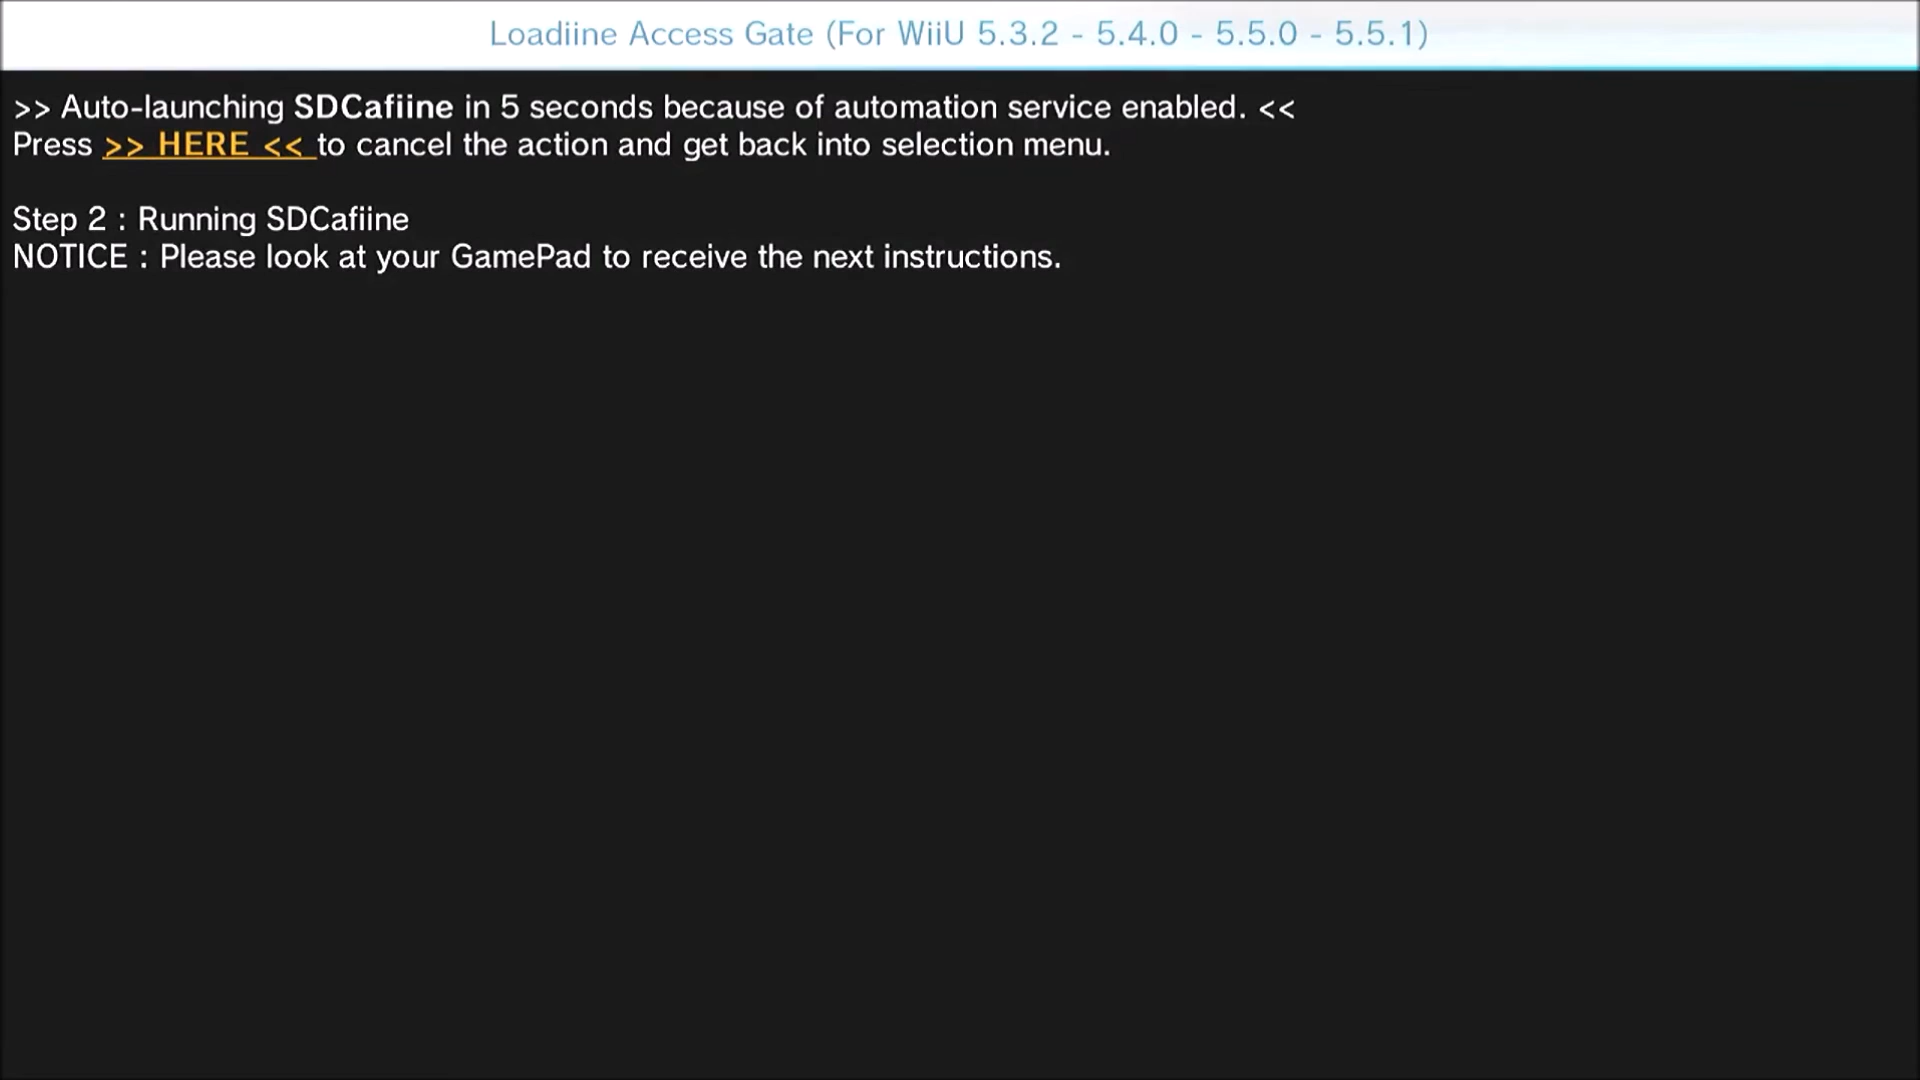 Loadiine Access Gate (For WiiU 5.3.2 - 5.4.0 - 5.5.0 - 5.5.1)
>> Auto-launching SDCafiine in 5 seconds because of automation service enabled. <<
Press >> HERE << to cancel the action and get back into selection menu.
Step 2 : Running SDCafiine
NOTICE : Please look at your GamePad to receive the next instructions.